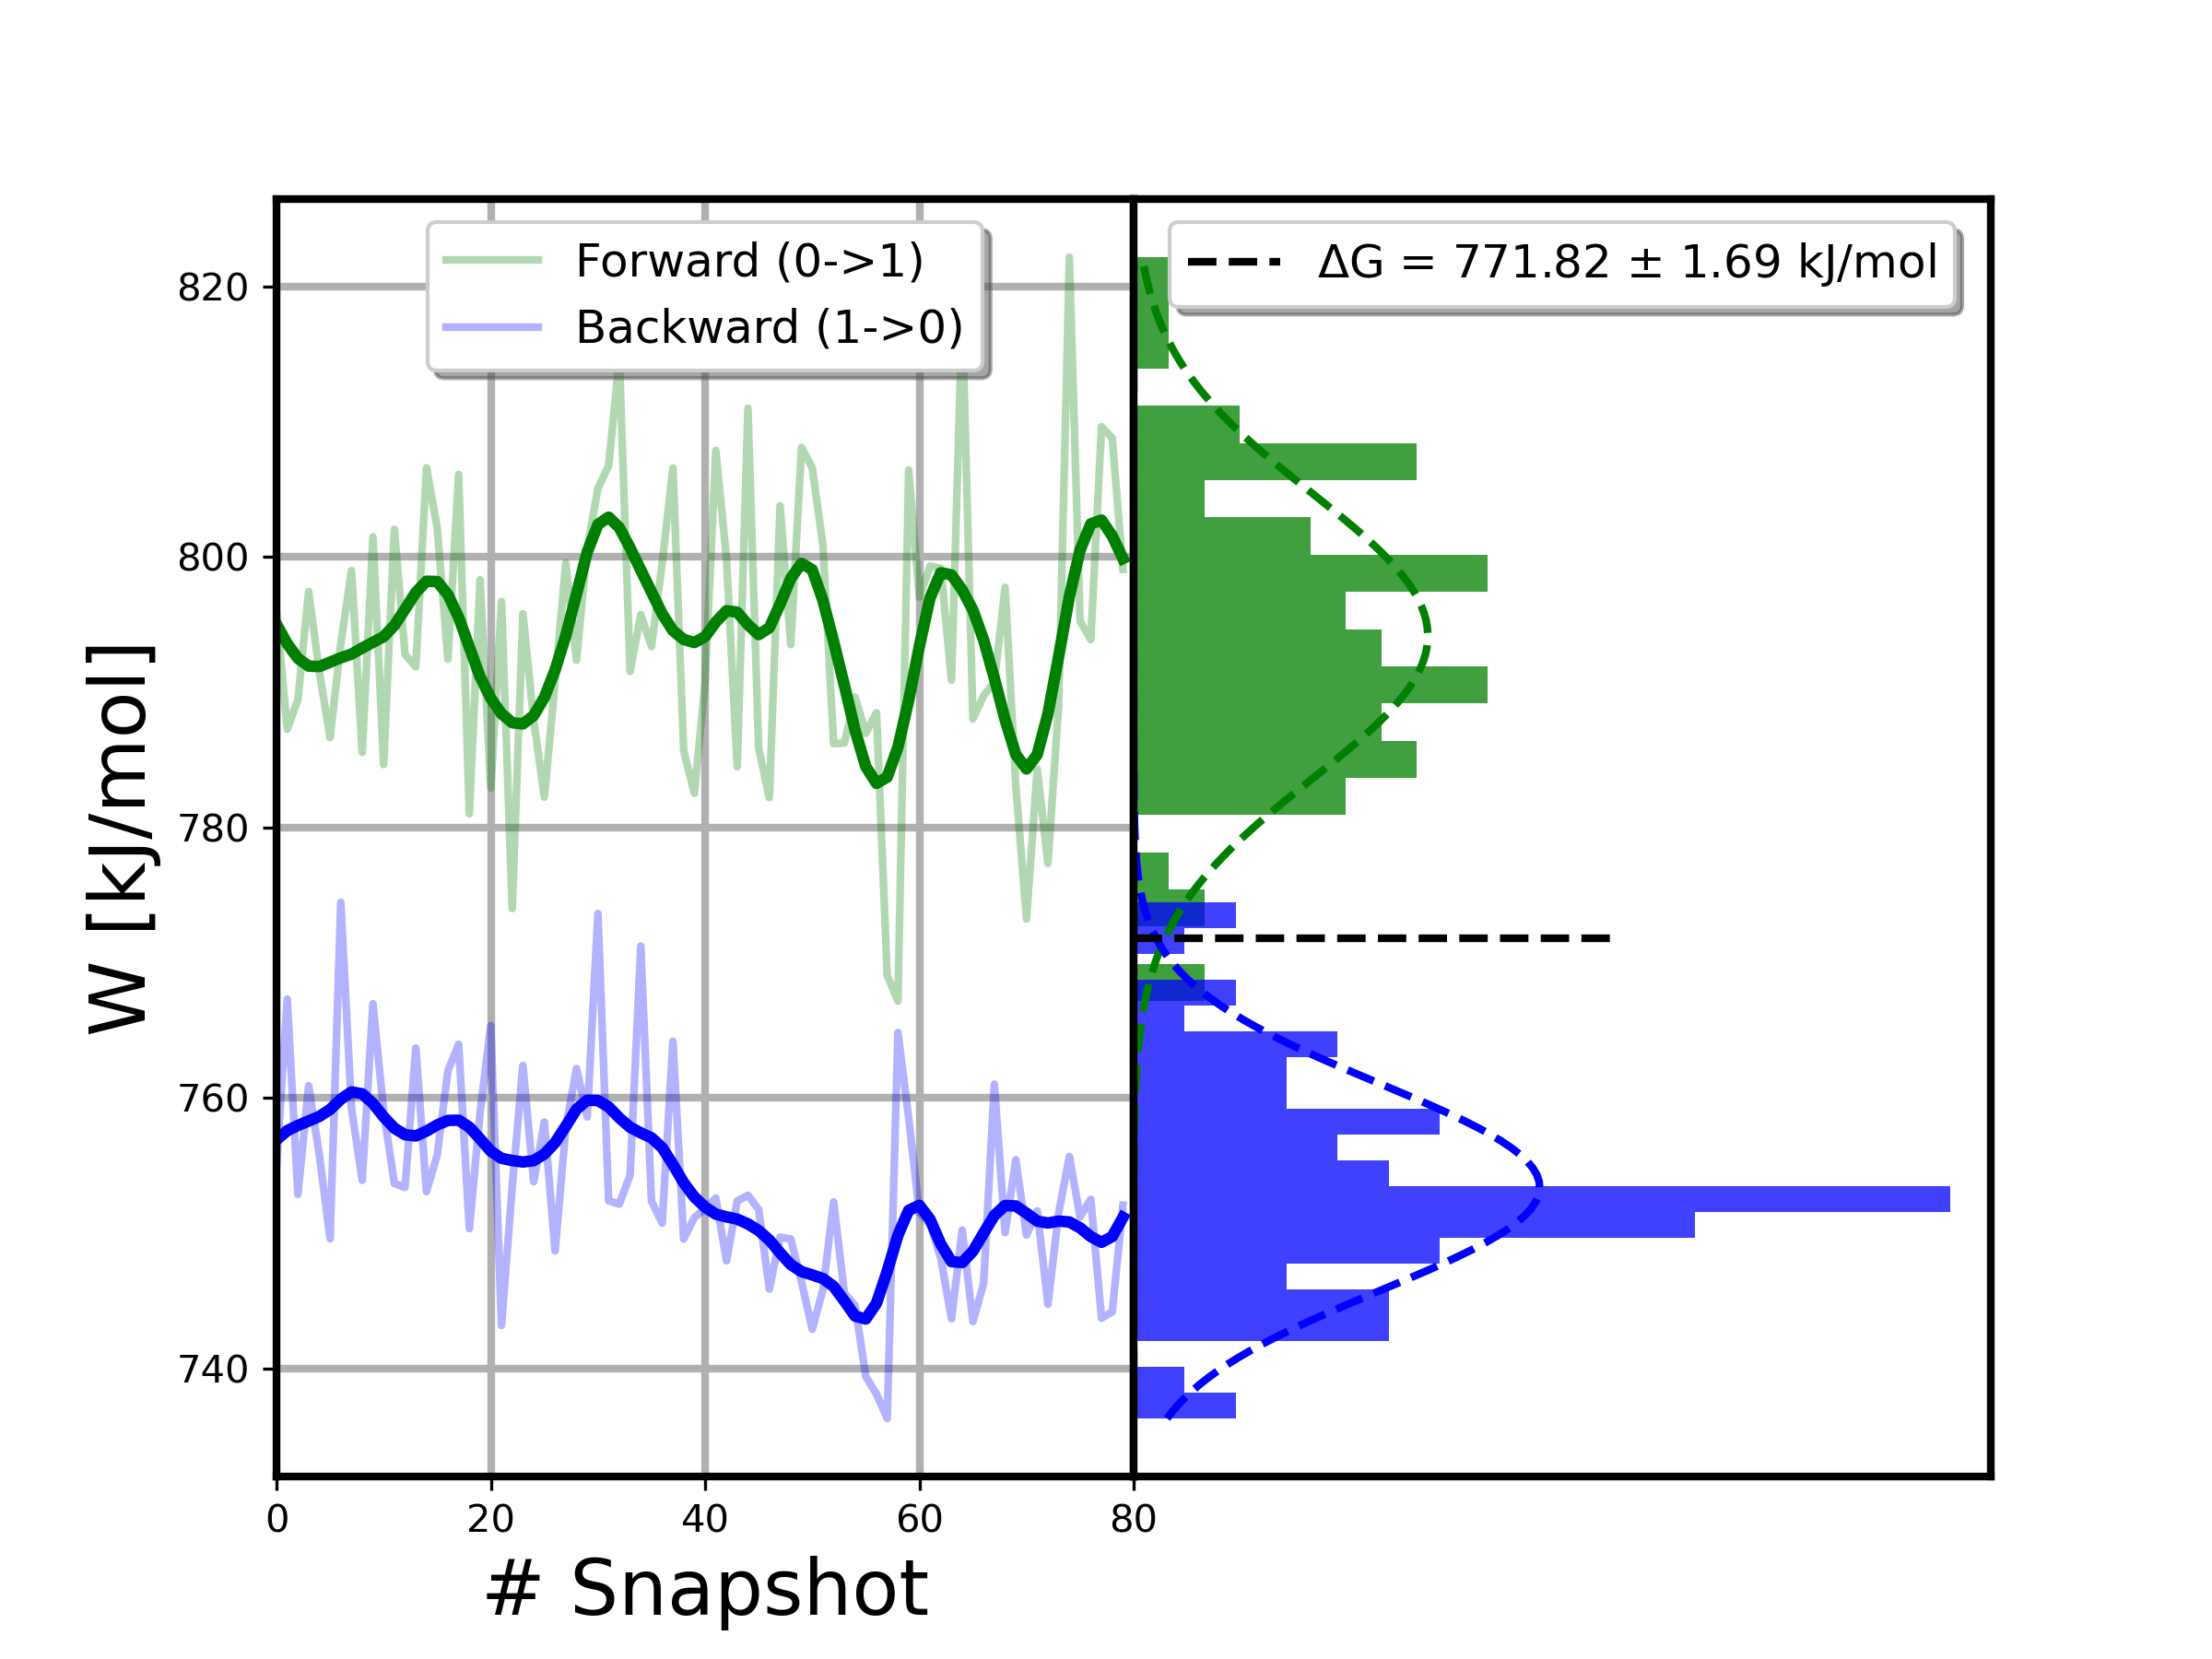 Forward (0->1)
Backward (1->0)
ΔG = 771.82 ± 1.69 kJ/mol
820
800
780
760
740
W [kJ/mol]
0 20 40 60 80
# Snapshot